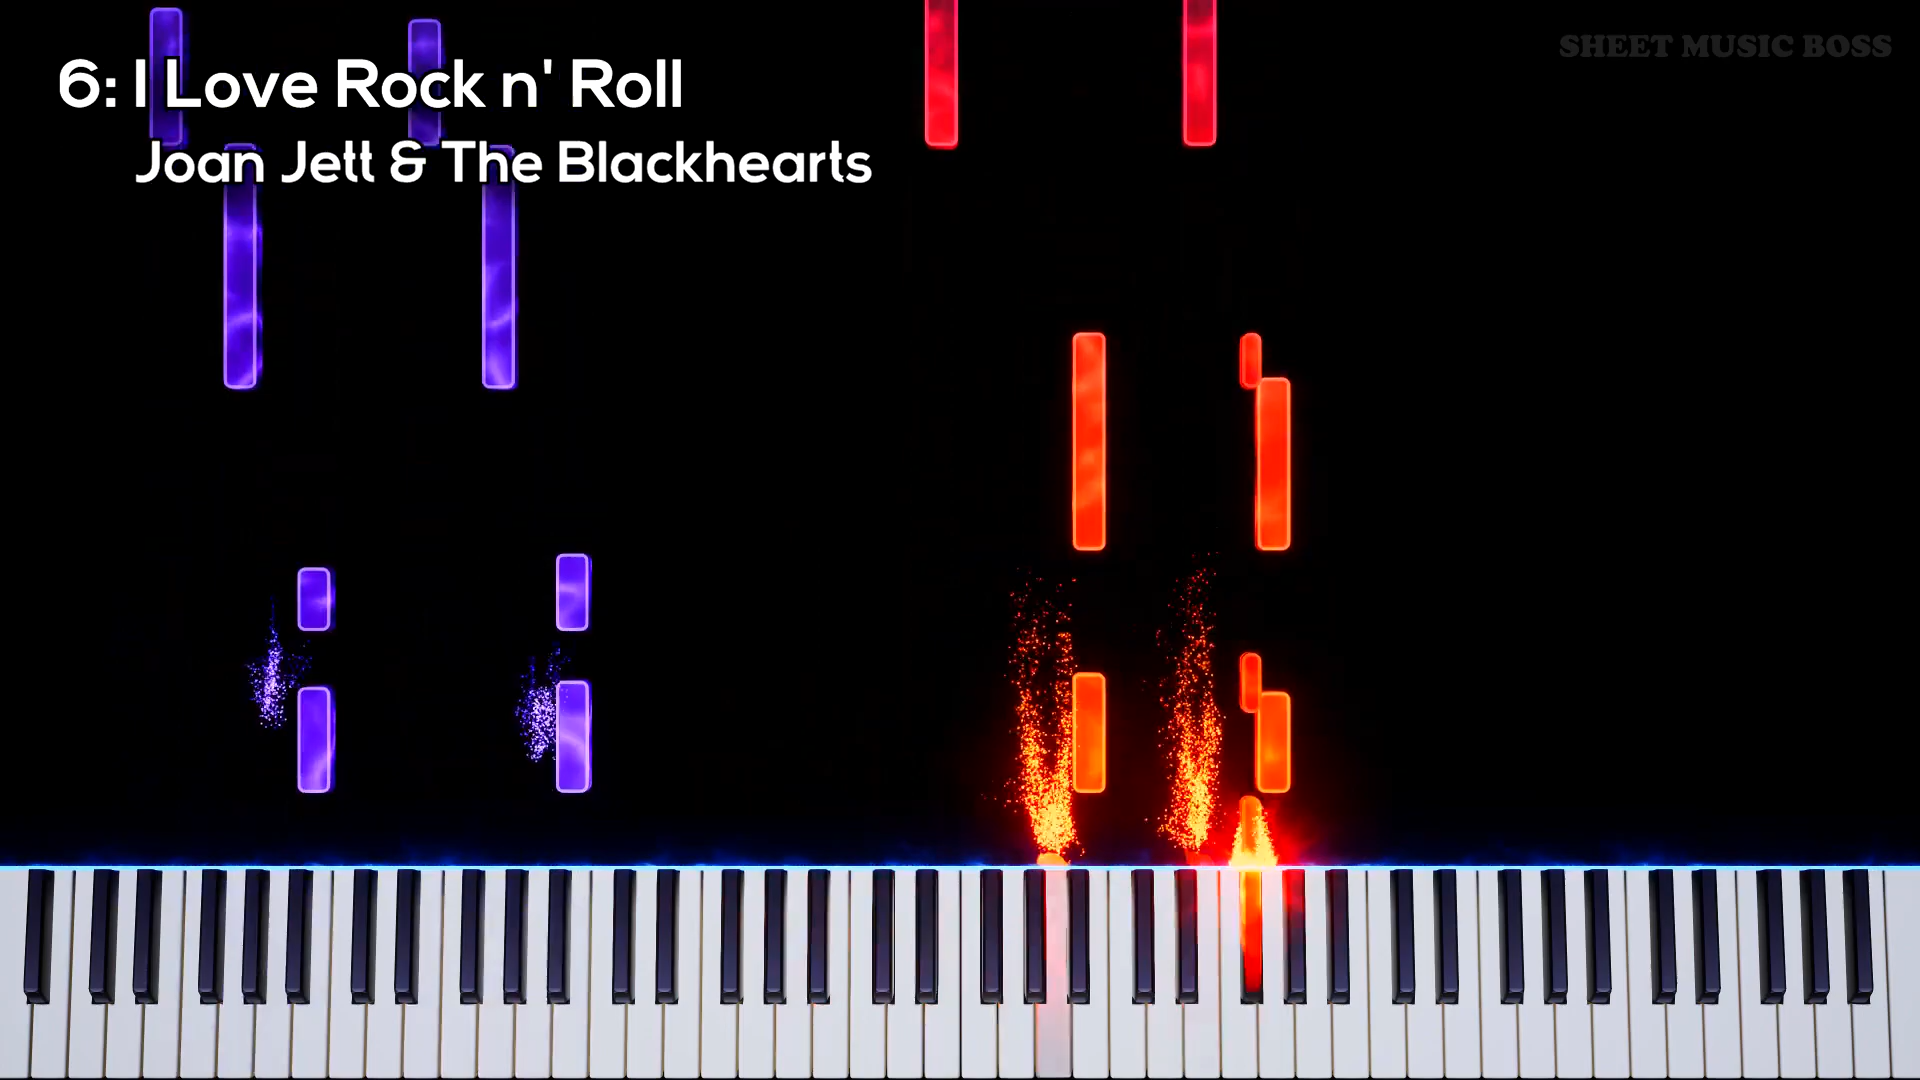 6: I Love Rock n' Roll
Joan Jett & The Blackhearts
SHEET MUSIC BOSS